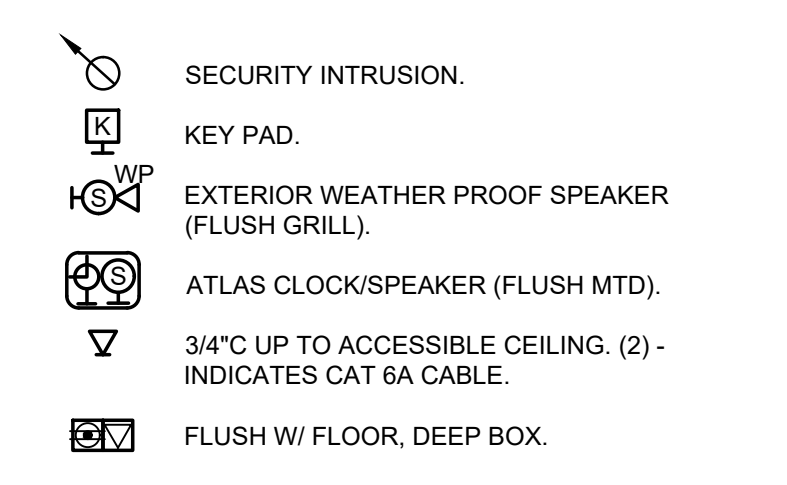 SECURITY INTRUSION.
K
KEY PAD.
WP
S
EXTERIOR WEATHER PROOF SPEAKER
(FLUSH GRILL).
S
ATLAS CLOCK/SPEAKER (FLUSH MTD).
3/4"C UP TO ACCESSIBLE CEILING. (2) -
INDICATES CAT 6A CABLE.
FLUSH W/ FLOOR, DEEP BOX.